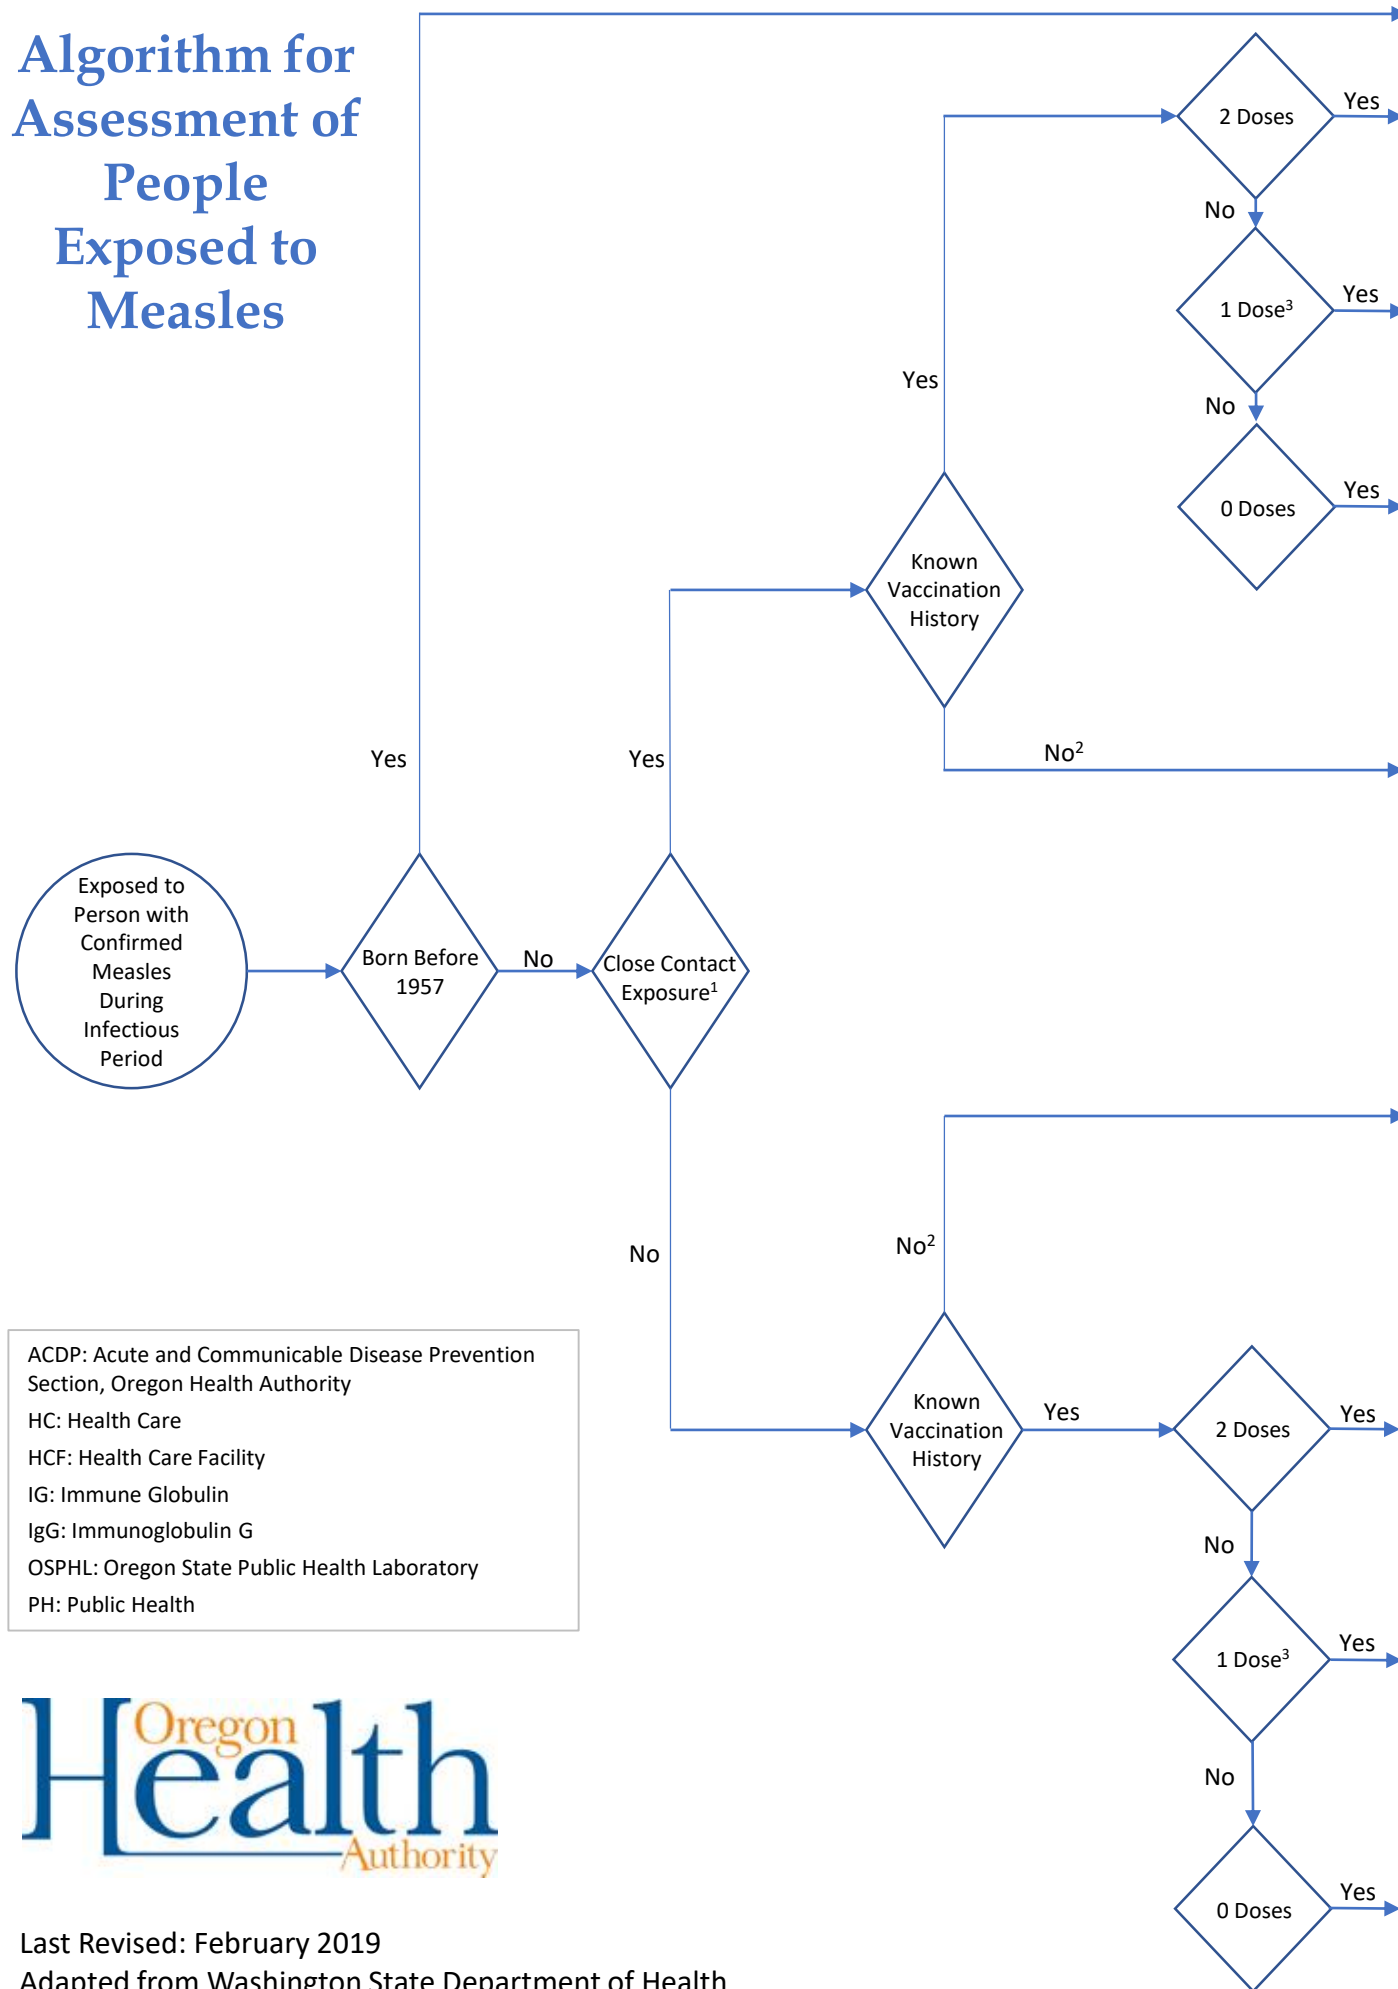 Algorithm for
Assessment of
People
Exposed to
Measles
2 Doses
Yes
No
1 Dose³
Yes
No
0 Doses
Yes
Yes
Known
Vaccination
History
No²
Yes
Yes
Exposed to
Person with
Confirmed
Measles
During
Infectious
Period
Born Before
1957
No
Close Contact
Exposure¹
No
No²
Known
Vaccination
History
Yes
2 Doses
Yes
No
1 Dose³
Yes
No
0 Doses
Yes
ACDP: Acute and Communicable Disease Prevention
Section, Oregon Health Authority
HC: Health Care
HCF: Health Care Facility
IG: Immune Globulin
IgG: Immunoglobulin G
OSPHL: Oregon State Public Health Laboratory
PH: Public Health
Oregon
Health
Authority
Last Revised: February 2019
Adapted from Washington State Department of Health